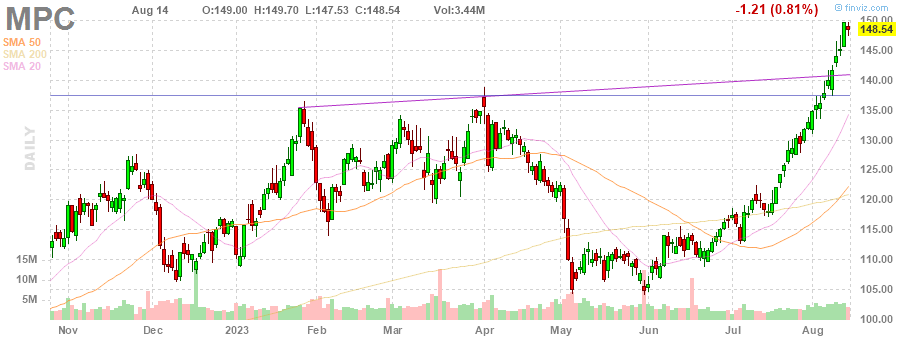 MPC Aug 14 O:149.00 H:149.70 L:147.53 C:148.54 Vol:3.44M -1.21 (0.81%) © finviz.com
SMA 50
SMA 200
SMA 20
DAILY
150.00
148.54
145.00
140.00
135.00
130.00
125.00
120.00
115.00
110.00
105.00
100.00
15M
10M
5M
Nov Dec 2023 Feb Mar Apr May Jun Jul Aug